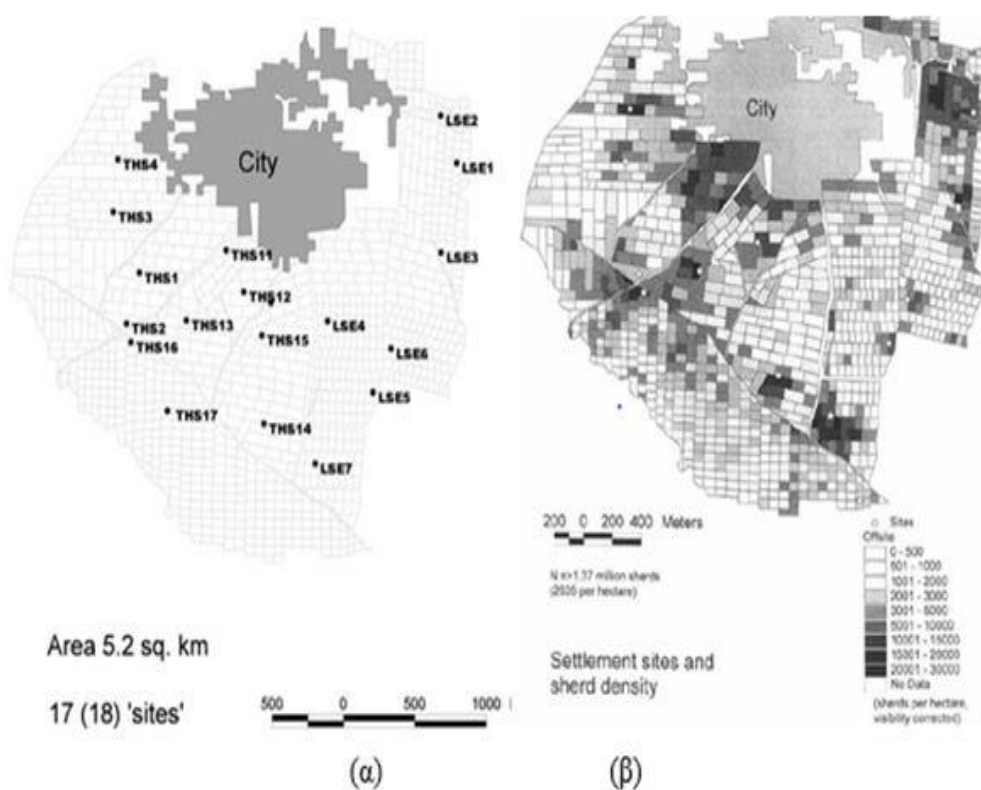 City
LSE2
LSE1
THS4
THS3
THS11
LSE3
THS1
THS12
THS2
THS13
LSE4
THS16
THS15
LSE6
LSE5
THS17
THS14
LSE7
Area 5.2 sq. km
17 (18) 'sites'
500 0 500 1000
(α)
City
200 0 200 400 Meters
N =>1.37 million shards
(2635 per hectare)
Settlement sites and
sherd density
Sites
Offsite
0 - 500
501 - 1000
1001 - 2000
2001 - 3000
3001 - 5000
5001 - 10000
10001 - 15000
15001 - 20000
20001 - 30000
No Data
(sherds per hectare,
visibility corrected)
(β)